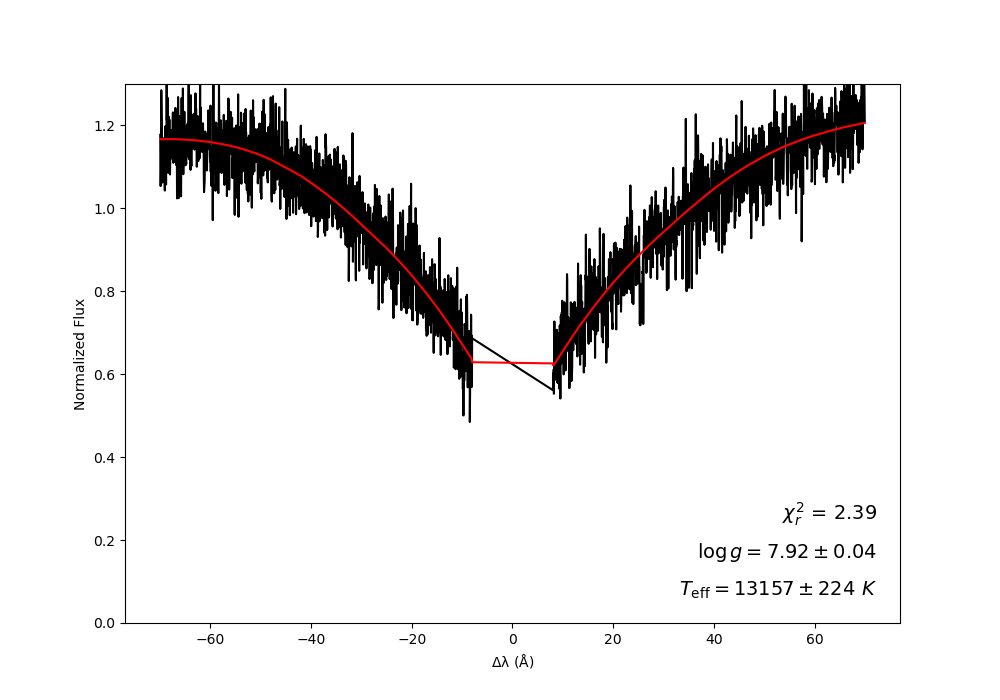 1.2
1.0
0.8
0.6
0.4
0.2
0.0
Normalized Flux
χ²ᵣ = 2.39
log g = 7.92 ± 0.04
T_eff = 13157 ± 224 K
−60 −40 −20 0 20 40 60
Δλ (Å)